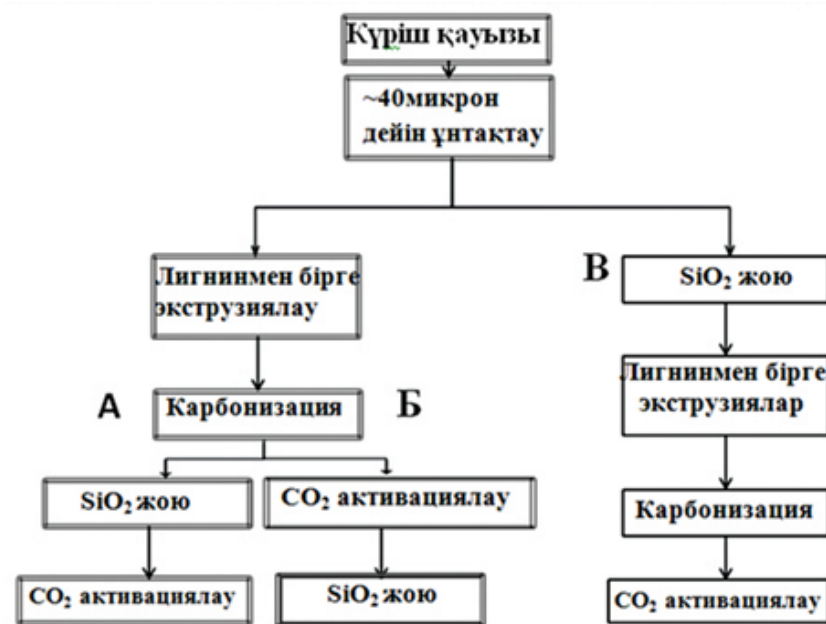 Күріш қауызы
~40микрон
дейін ұнтақтау
Лигнинмен бірге
экструзиялау
В
SiO₂ жою
Лигнинмен бірге
экструзиялар
А
Карбонизация
Б
SiO₂ жою
CO₂ активациялау
Карбонизация
CO₂ активациялау
SiO₂ жою
CO₂ активациялау